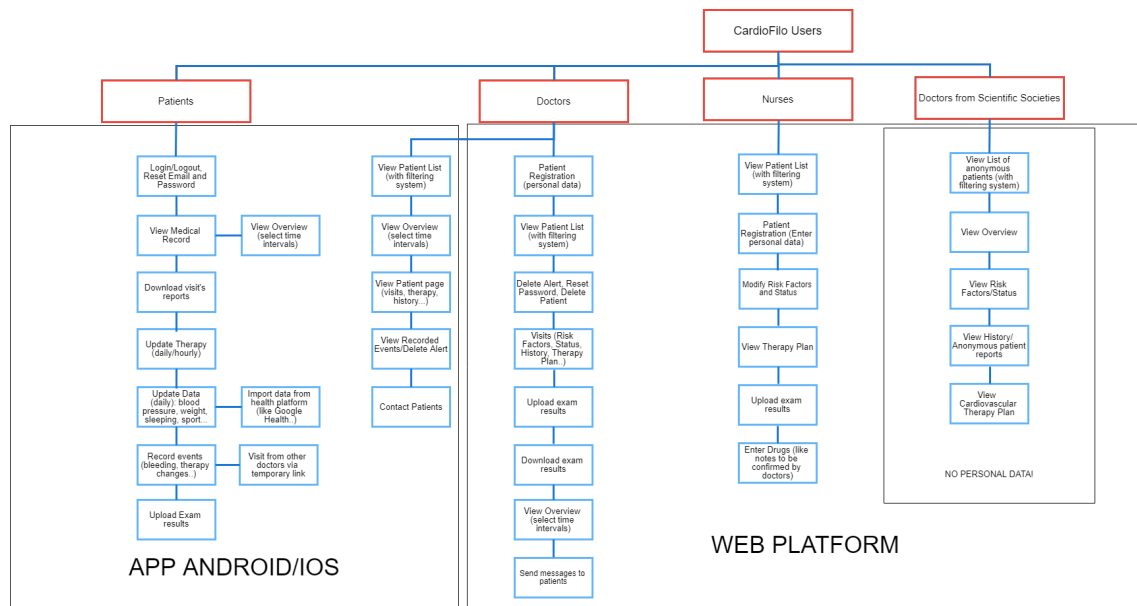 CardioFilo Users
Patients
Doctors
Nurses
Doctors from Scientific Societies
Login/Logout,
Reset Email and
Password
View Medical
Record
View Overview
(select time
intervals)
Download visit's
reports
Update Therapy
(daily/hourly)
Update Data
(daily): blood
pressure, weight,
sleeping, sport...
Import data from
health platform
(like Google
Health..)
Record events
(bleeding, therapy
changes..)
Visit from other
doctors via
temporary link
Upload Exam
results
APP ANDROID/IOS
View Patient List
(with filtering
system)
View Overview
(select time
intervals)
View Patient page
(visits, therapy,
history...)
View Recorded
Events/Delete Alert
Contact Patients
Patient
Registration
(personal data)
View Patient List
(with filtering
system)
Delete Alert, Reset
Password, Delete
Patient
Visits (Risk
Factors, Status,
History, Therapy
Plan..)
Upload exam
results
Download exam
results
View Overview
(select time
intervals)
Send messages to
patients
View Patient List
(with filtering
system)
Patient
Registration (Enter
personal data)
Modify Risk Factors
and Status
View Therapy Plan
Upload exam
results
Enter Drugs (like
notes to be
confirmed by
doctors)
View List of
anonymous
patients (with
filtering system)
View Overview
View Risk
Factors/Status
View History/
Anonymous patient
reports
View
Cardiovascular
Therapy Plan
NO PERSONAL DATA!
WEB PLATFORM